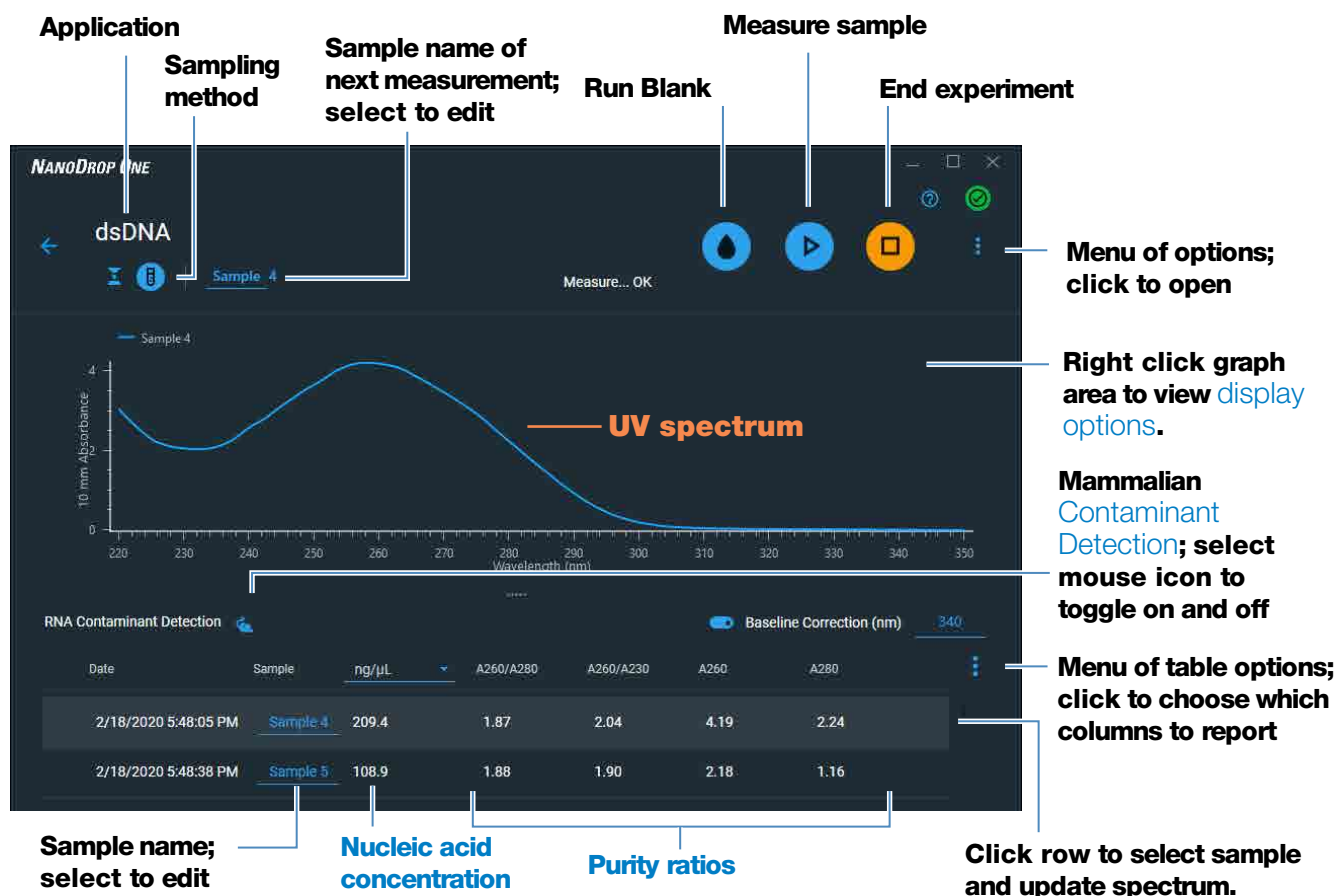 Application
Sampling
method
Sample name of
next measurement;
select to edit
Run Blank
Measure sample
End experiment
NANODROP ONE
dsDNA
Sample 4
Measure... OK
Menu of options;
click to open
Sample 4
Right click graph
area to view display
options.
4
2
0
10 mm Absorbance
UV spectrum
220 230 240 250 260 270 280 290 300 310 320 330 340 350
Wavelength (nm)
Mammalian
Contaminant
Detection; select
mouse icon to
toggle on and off
RNA Contaminant Detection
Baseline Correction (nm) 340
Date Sample ng/µL A260/A280 A260/A230 A260 A280
2/18/2020 5:48:05 PM Sample 4 209.4 1.87 2.04 4.19 2.24
2/18/2020 5:48:38 PM Sample 5 108.9 1.88 1.90 2.18 1.16
Menu of table options;
click to choose which
columns to report
Sample name;
select to edit
Nucleic acid
concentration
Purity ratios
Click row to select sample
and update spectrum.